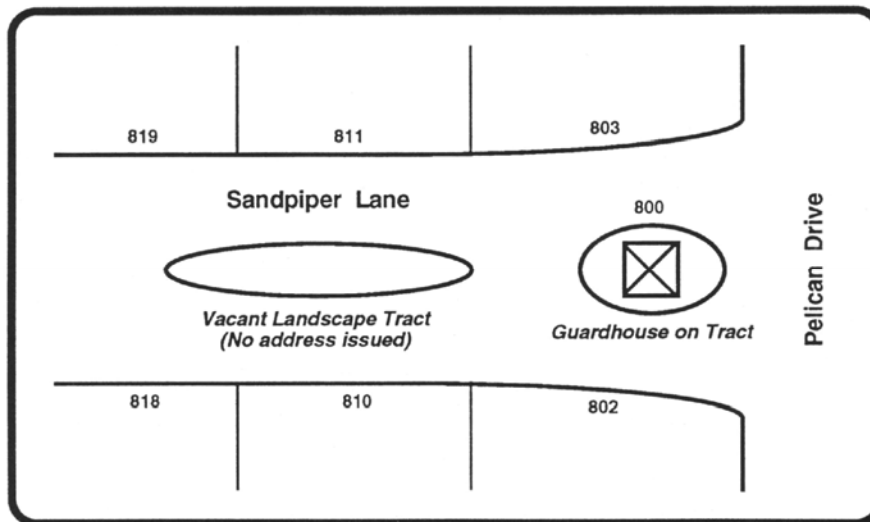 819
811
803
Sandpiper Lane
800
Pelican Drive
Vacant Landscape Tract
(No address issued)
Guardhouse on Tract
818
810
802